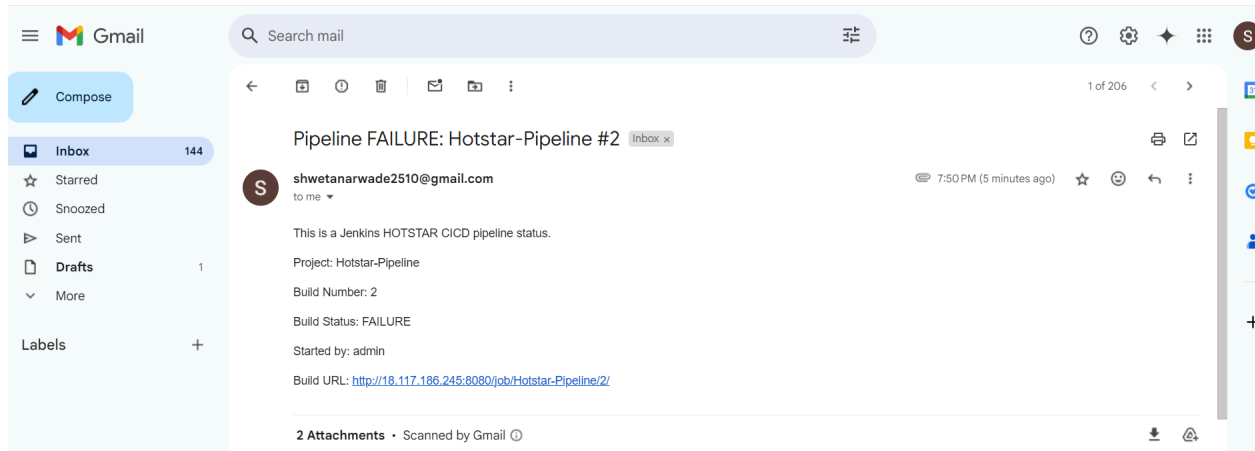 Gmail
Search mail
S
Compose
1 of 206
31
Pipeline FAILURE: Hotstar-Pipeline #2 Inbox x
Inbox 144
S
shwetanarwade2510@gmail.com 7:50 PM (5 minutes ago)
Starred
to me
Snoozed
Sent
This is a Jenkins HOTSTAR CICD pipeline status.
Drafts 1
Project: Hotstar-Pipeline
More
Build Number: 2
Build Status: FAILURE
Labels
Started by: admin
Build URL: http://18.117.186.245:8080/job/Hotstar-Pipeline/2/
2 Attachments • Scanned by Gmail